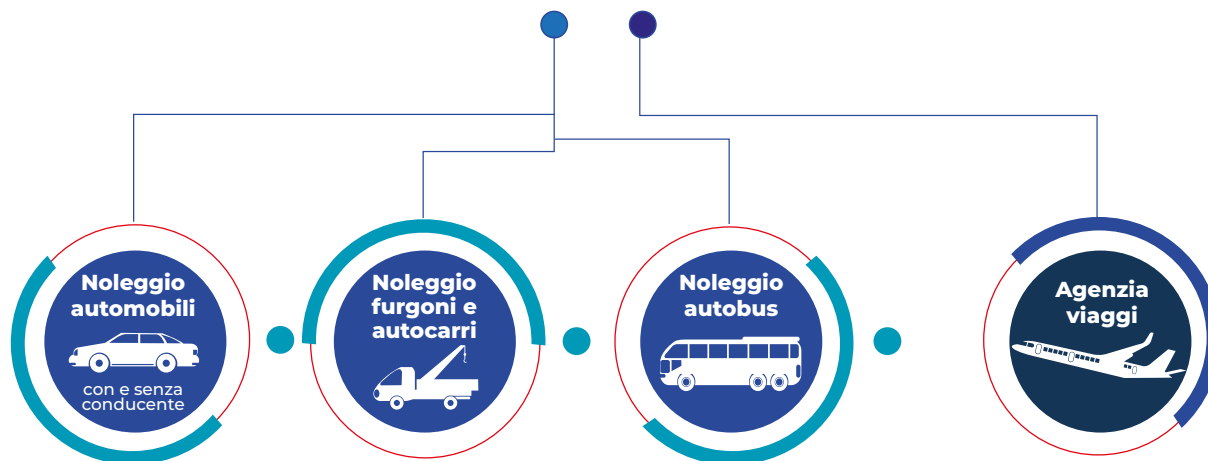 Noleggio
automobili
con e senza
conducente
Noleggio
furgoni e
autocarri
Noleggio
autobus
Agenzia
viaggi